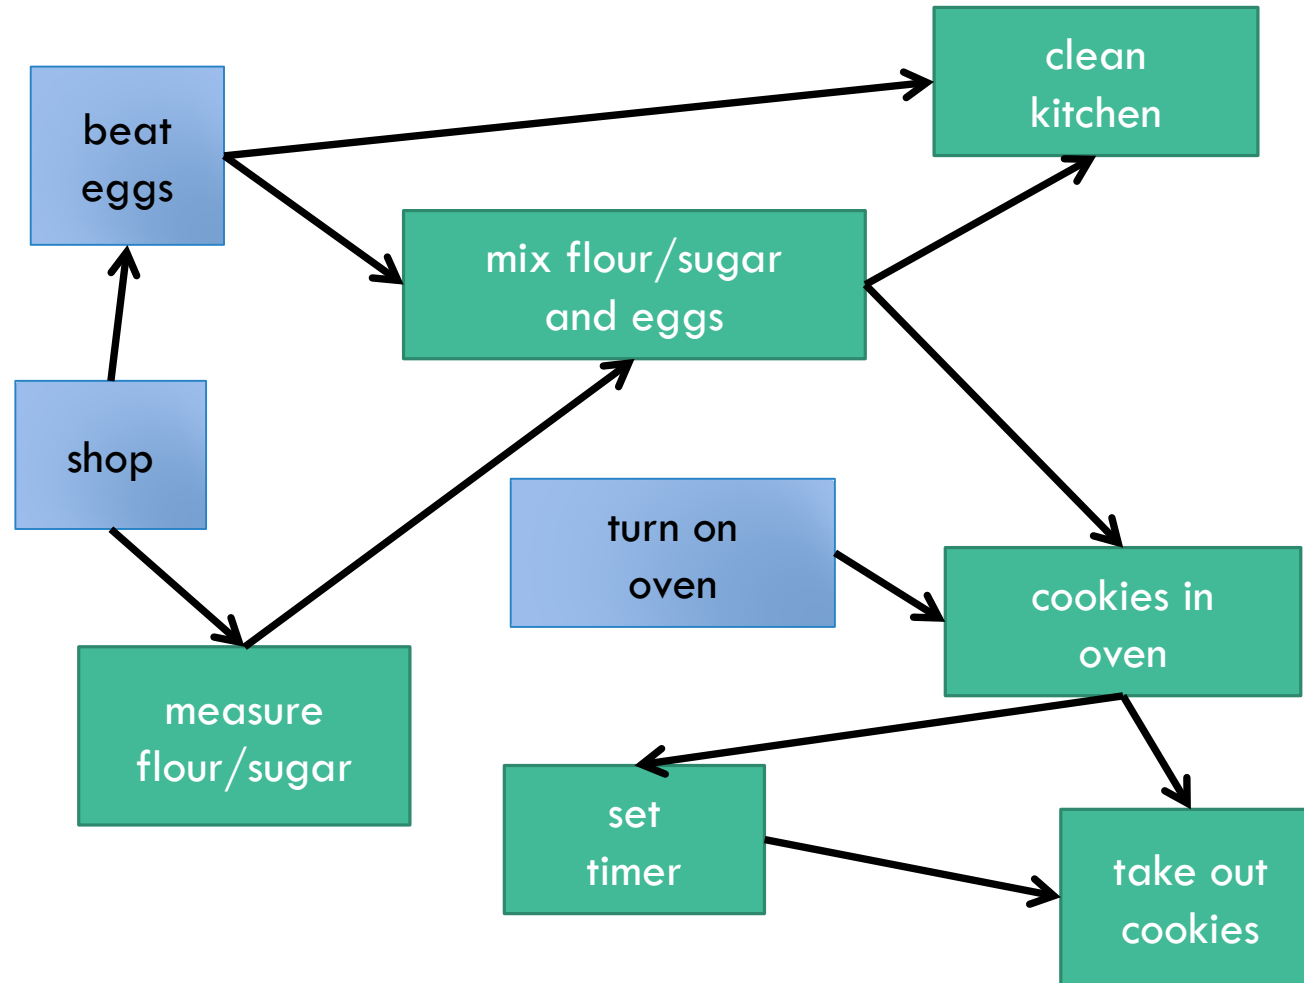 clean
kitchen
beat
eggs
mix flour/sugar
and eggs
shop
turn on
oven
cookies in
oven
measure
flour/sugar
set
timer
take out
cookies